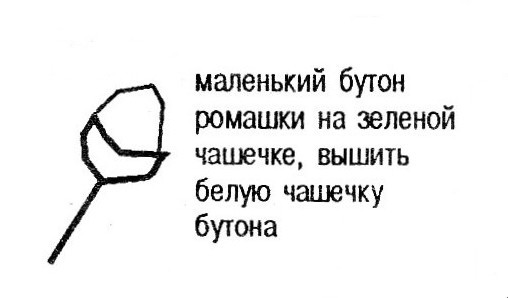 маленький бутон
ромашки на зеленой
чашечке, вышить
белую чашечку
бутона